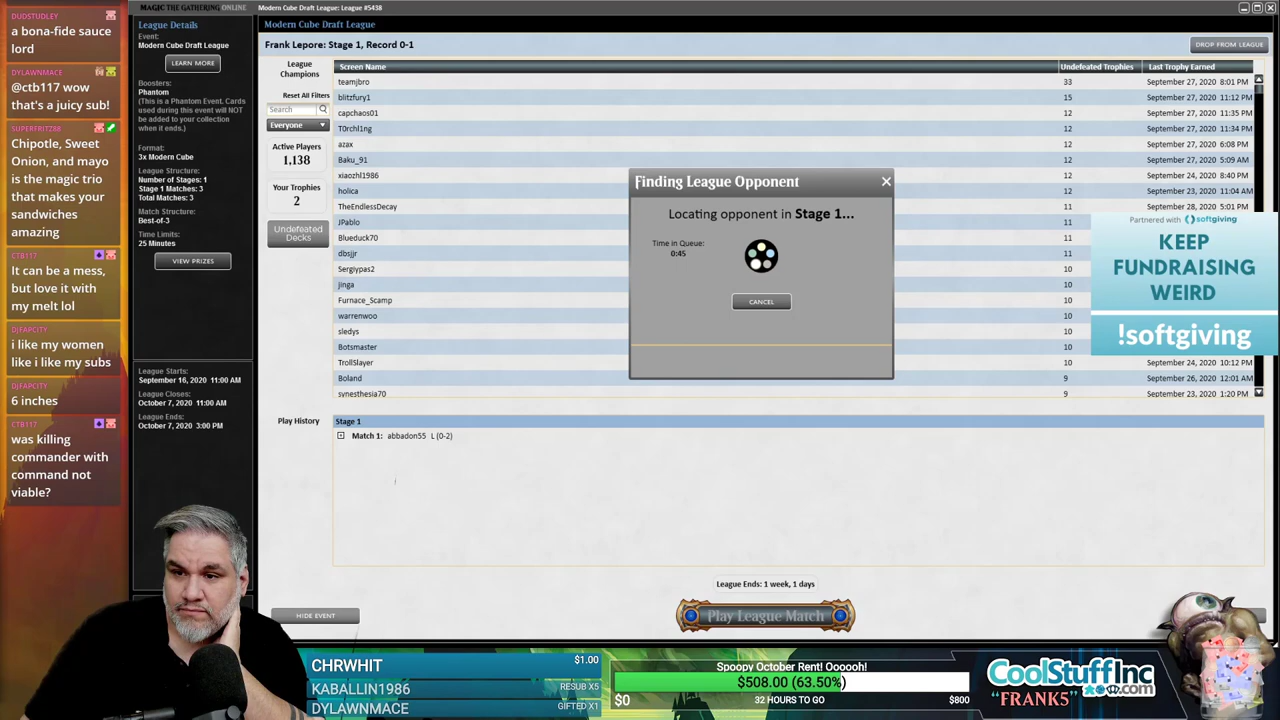 DUDSTUDLEY
a bona-fide sauce
lord
DYLAWNMACE
@ctb117 wow
that's a juicy sub!
SUPERFRITZ88
Chipotle, Sweet
Onion, and mayo
is the magic trio
that makes your
sandwiches
amazing
CTB117
It can be a mess,
but love it with
my melt lol
DJFAPCITY
i like my women
like i like my subs
DJFAPCITY
6 inches
CTB117
was killing
commander with
command not
viable?
MAGIC THE GATHERING ONLINE
Modern Cube Draft League: League #5438
League Details
Event:
Modern Cube Draft League
LEARN MORE
Boosters:
Phantom
(This is a Phantom Event. Cards
used during this event will NOT
be added to your collection
when it ends.)
Format:
3x Modern Cube
League Structure:
Number of Stages: 1
Stage 1 Matches: 3
Total Matches: 3
Match Structure:
Best-of-3
Time Limits:
25 Minutes
VIEW PRIZES
League Starts:
September 16, 2020 11:00 AM
League Closes:
October 7, 2020 11:00 AM
League Ends:
October 7, 2020 3:00 PM
Modern Cube Draft League
Frank Lepore: Stage 1, Record 0-1
DROP FROM LEAGUE
League
Champions
Reset All Filters
Search
Everyone
Active Players
1,138
Your Trophies
2
Undefeated
Decks
Screen Name Undefeated Trophies Last Trophy Earned
teamjbro 33 September 27, 2020 8:01 PM
blitzfury1 15 September 27, 2020 11:12 PM
capchaos01 12 September 27, 2020 11:35 PM
T0rchl1ng 12 September 27, 2020 11:34 PM
azax 12 September 27, 2020 6:08 PM
Baku_91 12 September 27, 2020 5:09 AM
xiaozhl1986 12 September 24, 2020 8:40 PM
holica 12 September 23, 2020 11:04 AM
TheEndlessDecay 11 September 28, 2020 5:01 PM
JPablo 11
Blueduck70 11
dbsjjr 11
Sergiypas2 10
jinga 10
Furnace_Scamp 10
warrenwoo 10
sledys 10
Botsmaster 10
TrollSlayer 10 September 24, 2020 10:12 PM
Boland 9 September 26, 2020 12:01 AM
synesthesia70 9 September 23, 2020 1:20 PM
Finding League Opponent
Locating opponent in Stage 1...
Time in Queue:
0:45
CANCEL
Partnered with softgiving
KEEP
FUNDRAISING
WEIRD
!softgiving
Play History
Stage 1
Match 1: abbadon55 L (0-2)
League Ends: 1 week, 1 days
HIDE EVENT
Play League Match
CHRWHIT $1.00
KABALLIN1986 RESUB X5
DYLAWNMACE GIFTED X1
Spoopy October Rent! Oooooh!
$508.00 (63.50%)
$0 32 HOURS TO GO $800
CoolStuffInc
.com
"FRANK5"